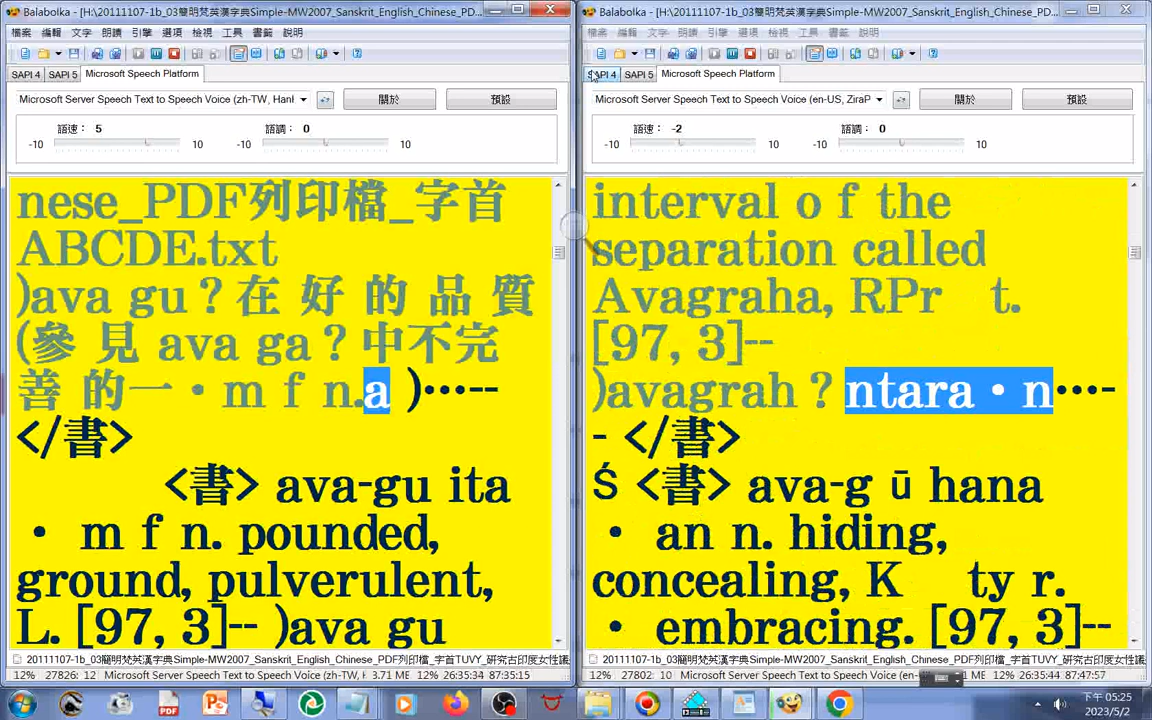 Balabolka - [H:\20111107-1b_03簡明梵英漢字典Simple-MW2007_Sanskrit_English_Chinese_PD...
檔案 編輯 文字 朗讀 引擎 選項 檢視 工具 書籤 說明
SAPI 4 SAPI 5 Microsoft Speech Platform
Microsoft Server Speech Text to Speech Voice (zh-TW, HanH
關於 預設
語速： 5 語調： 0
-10 10 -10 10
nese_PDF列印檔_字首
ABCDE.txt
)ava gu？在 好 的 品 質
(參 見 ava ga？中不完
善 的一・m f n.a )…--
</書>
<書> ava-gu ita
・ m f n. pounded,
ground, pulverulent,
L. [97, 3]-- )ava gu
20111107-1b_03簡明梵英漢字典Simple-MW2007_Sanskrit_English_Chinese_PDF列印檔_字首TUVY_研究古印度女性議
12% 27826: 12 Microsoft Server Speech Text to Speech Voice (zh-TW, H 3.71 ME 12% 26:35:34 87:35:15
Balabolka - [H:\20111107-1b_03簡明梵英漢字典Simple-MW2007_Sanskrit_English_Chinese_PD...
檔案 編輯 文字 朗讀 引擎 選項 檢視 工具 書籤 說明
SAPI 4 SAPI 5 Microsoft Speech Platform
Microsoft Server Speech Text to Speech Voice (en-US, ZiraP
關於 預設
語速： -2 語調： 0
-10 10 -10 10
interval o f the
separation called
Avagraha, RPr t.
[97, 3]--
)avagrah？ntara・n…-
- </書>
Ś <書> ava-g ū hana
・ an n. hiding,
concealing, K ty r.
・ embracing. [97, 3]--
20111107-1b_03簡明梵英漢字典Simple-MW2007_Sanskrit_English_Chinese_PDF列印檔_字首TUVY_研究古印度女性議
12% 27802: 10 Microsoft Server Speech Text to Speech Voice (en-US, ME 12% 26:44:34 87:47:57
下午 05:25
2023/5/2